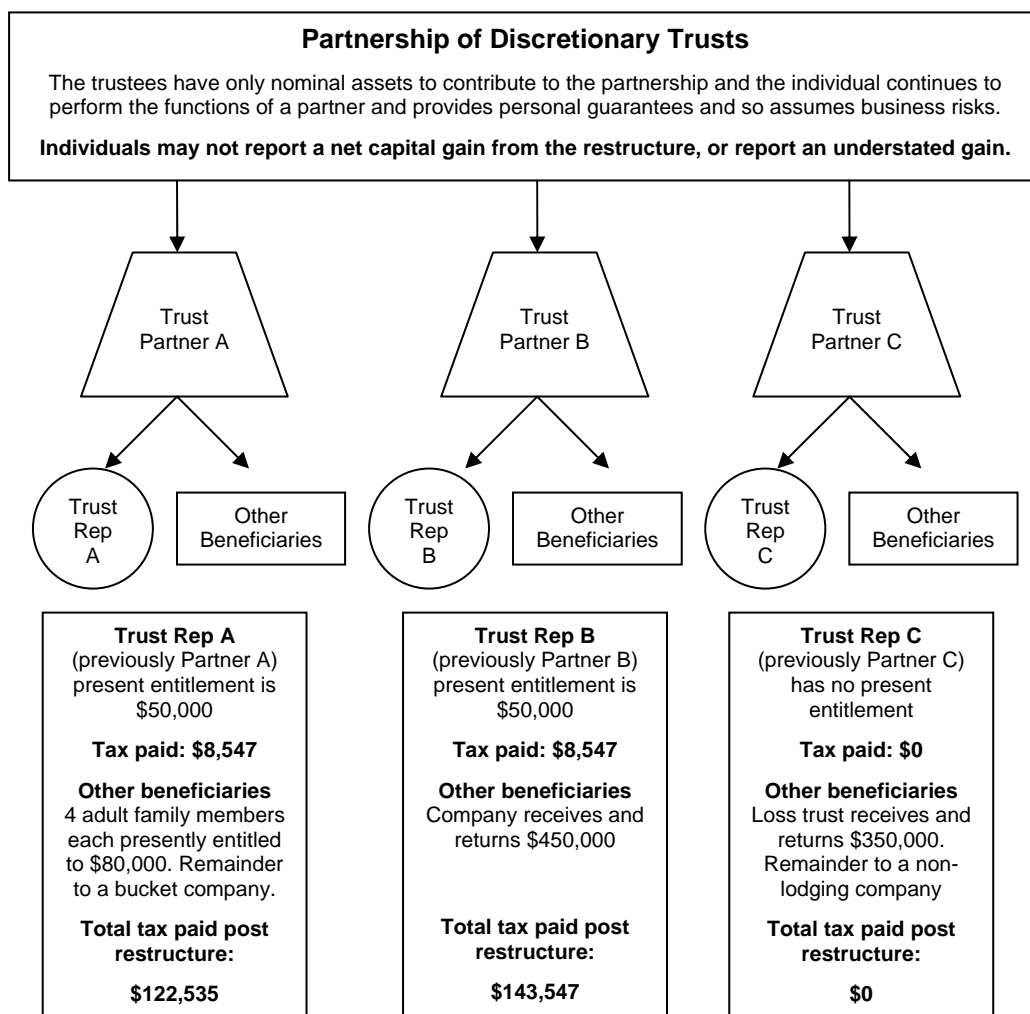 Partnership of Discretionary Trusts
The trustees have only nominal assets to contribute to the partnership and the individual continues to
perform the functions of a partner and provides personal guarantees and so assumes business risks.
Individuals may not report a net capital gain from the restructure, or report an understated gain.
Trust
Partner A
Trust
Partner B
Trust
Partner C
Trust
Rep
A
Other
Beneficiaries
Trust
Rep
B
Other
Beneficiaries
Trust
Rep
C
Other
Beneficiaries
Trust Rep A
(previously Partner A)
present entitlement is
$50,000
Tax paid: $8,547
Other beneficiaries
4 adult family members
each presently entitled
to $80,000. Remainder
to a bucket company.
Total tax paid post
restructure:
$122,535
Trust Rep B
(previously Partner B)
present entitlement is
$50,000
Tax paid: $8,547
Other beneficiaries
Company receives and
returns $450,000
Total tax paid post
restructure:
$143,547
Trust Rep C
(previously Partner C)
has no present
entitlement
Tax paid: $0
Other beneficiaries
Loss trust receives and
returns $350,000.
Remainder to a non-
lodging company
Total tax paid post
restructure:
$0